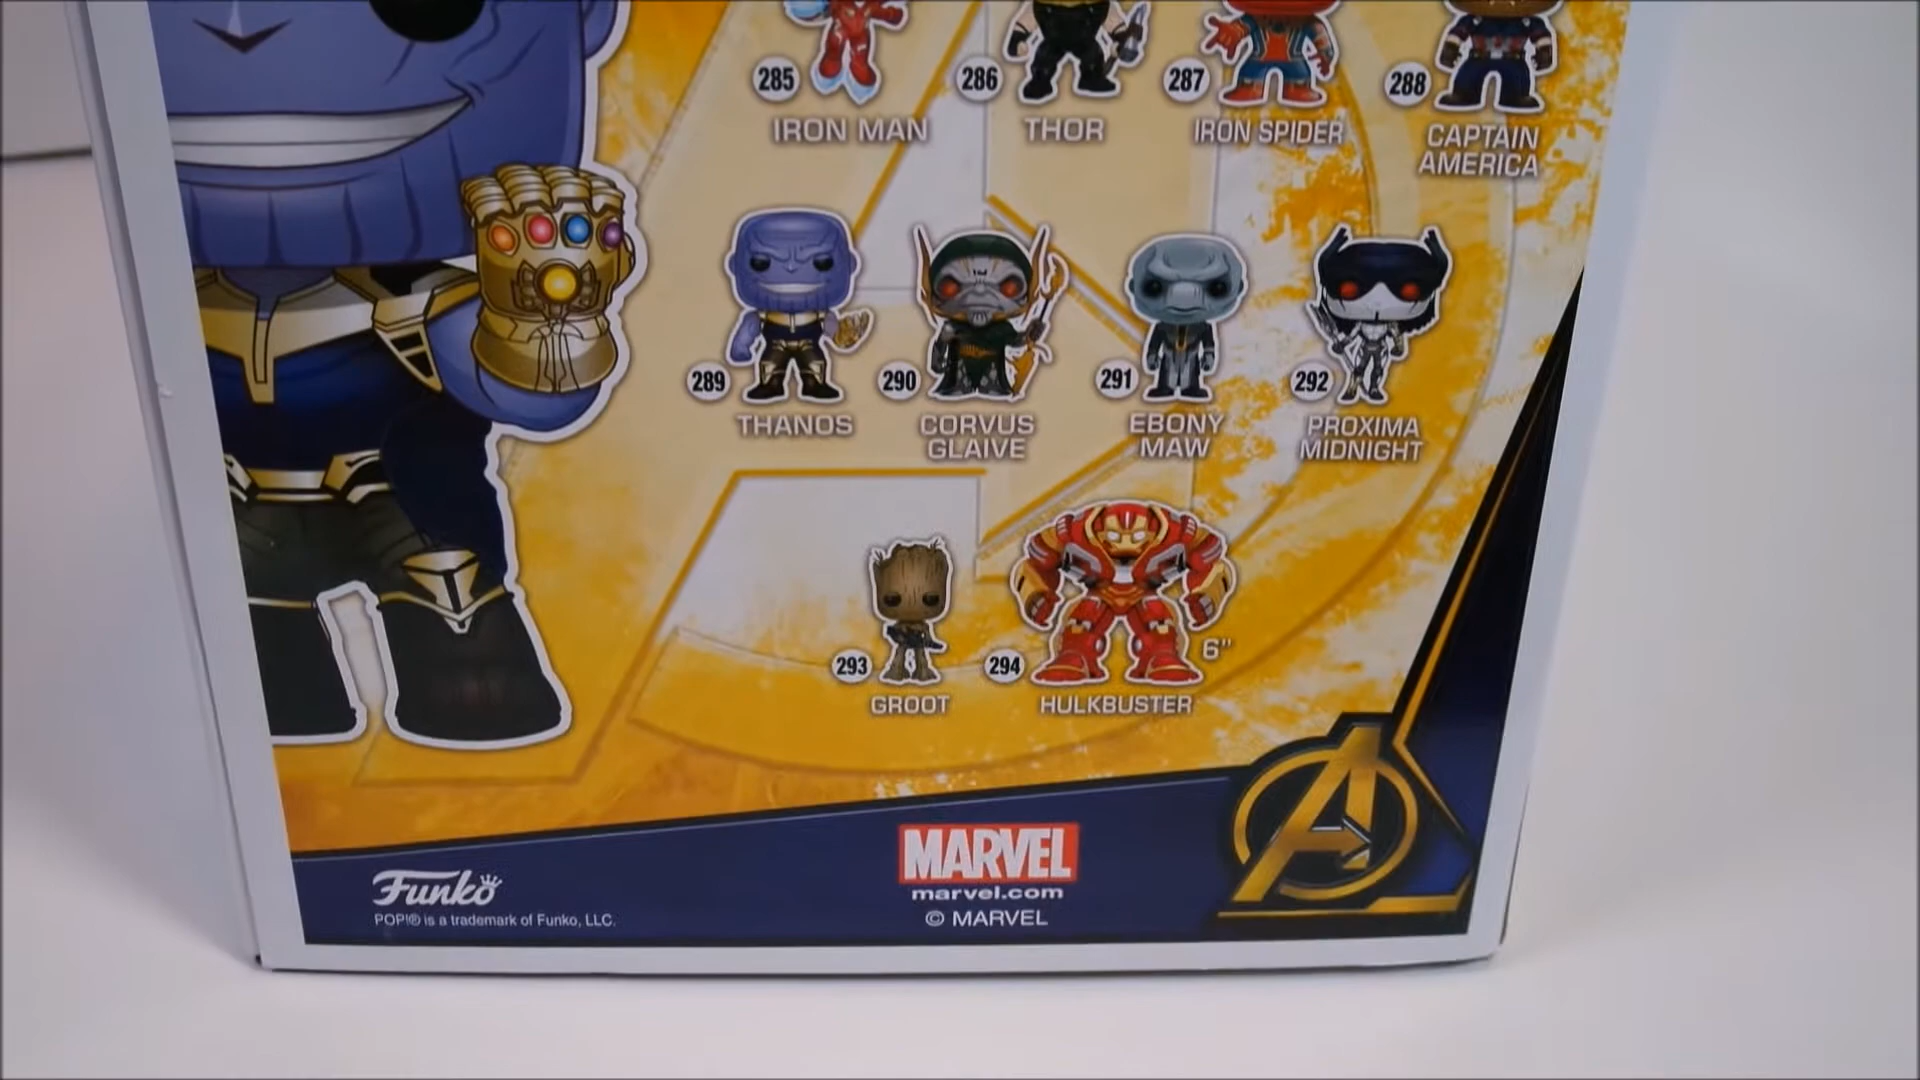 285
286
287
288
IRON MAN
THOR
IRON SPIDER
CAPTAIN
AMERICA
289
290
291
292
THANOS
CORVUS
GLAIVE
EBONY
MAW
PROXIMA
MIDNIGHT
293
294
6"
GROOT
HULKBUSTER
MARVEL
marvel.com
© MARVEL
Funko
POP!® is a trademark of Funko, LLC.
A